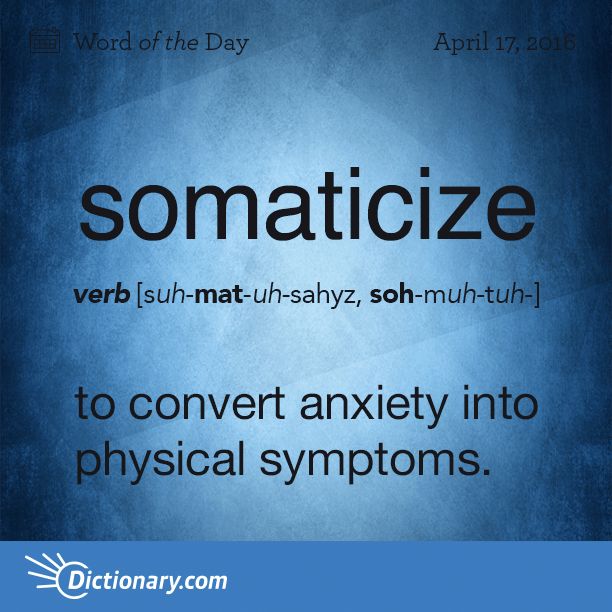 Word of the Day
April 17, 2016
somaticize
verb [suh-mat-uh-sahyz, soh-muh-tuh-]
to convert anxiety into
physical symptoms.
Dictionary.com